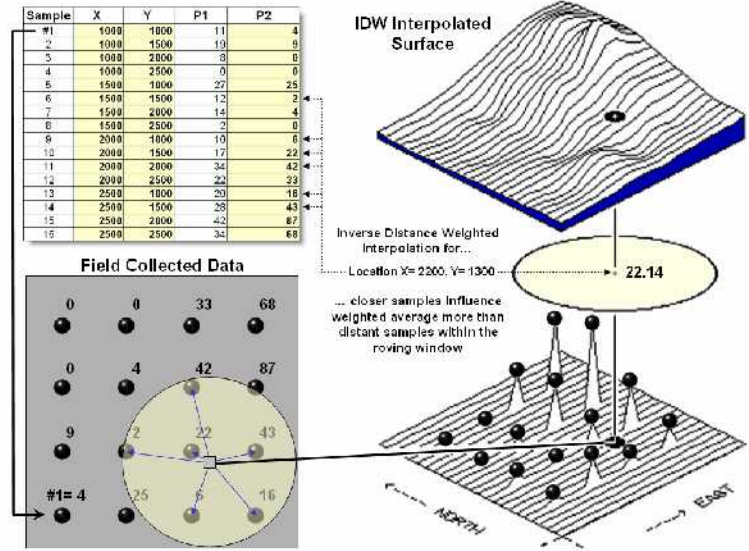 Sample X Y P1 P2
#1 1000 1000 11 4
2 1000 1500 19 9
3 1000 2000 8 0
4 1000 2500 0 0
5 1500 1000 27 25
6 1500 1500 12 2
7 1500 2000 14 4
8 1500 2500 2 0
9 2000 1000 10 6
10 2000 1500 17 22
11 2000 2000 34 42
12 2000 2500 22 33
13 2500 1000 20 16
14 2500 1500 28 43
15 2500 2000 42 87
16 2500 2500 34 68
IDW Interpolated
Surface
Inverse Distance Weighted
Interpolation for...
Location X= 2200, Y= 1300
22.14
... closer samples influence
weighted average more than
distant samples within the
roving window
Field Collected Data
0 0 33 68
0 4 42 87
9 2 22 43
#1= 4 25 6 16
NORTH
EAST